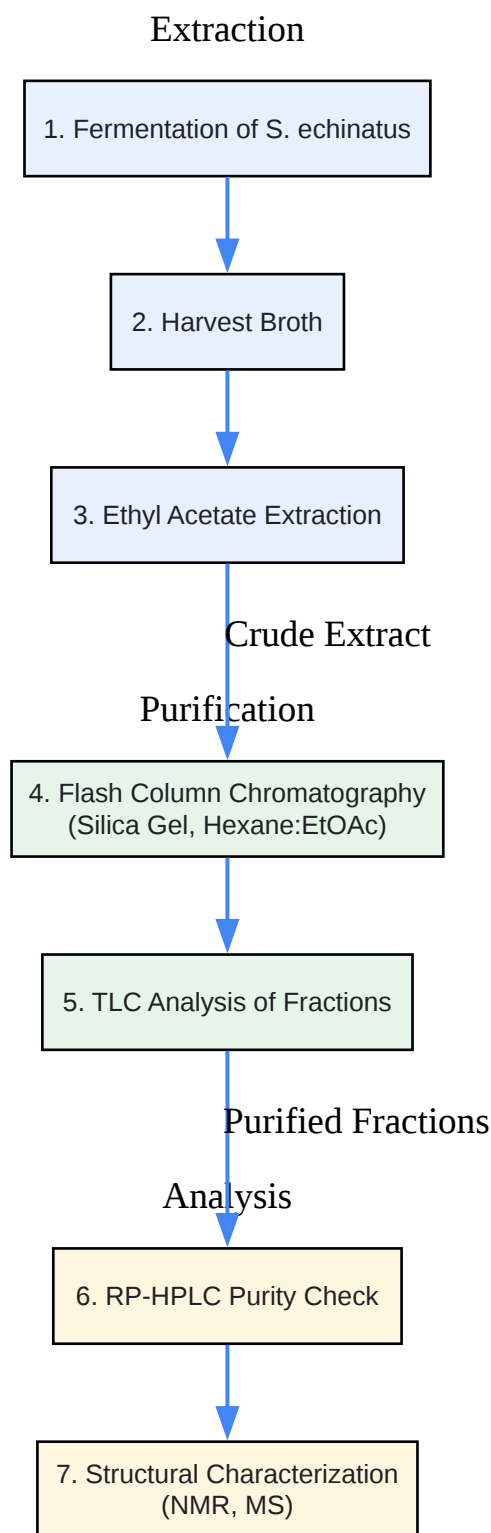 Extraction
1. Fermentation of S. echinatus
2. Harvest Broth
3. Ethyl Acetate Extraction
Crude Extract
Purification
4. Flash Column Chromatography
(Silica Gel, Hexane:EtOAc)
5. TLC Analysis of Fractions
Purified Fractions
Analysis
6. RP-HPLC Purity Check
7. Structural Characterization
(NMR, MS)